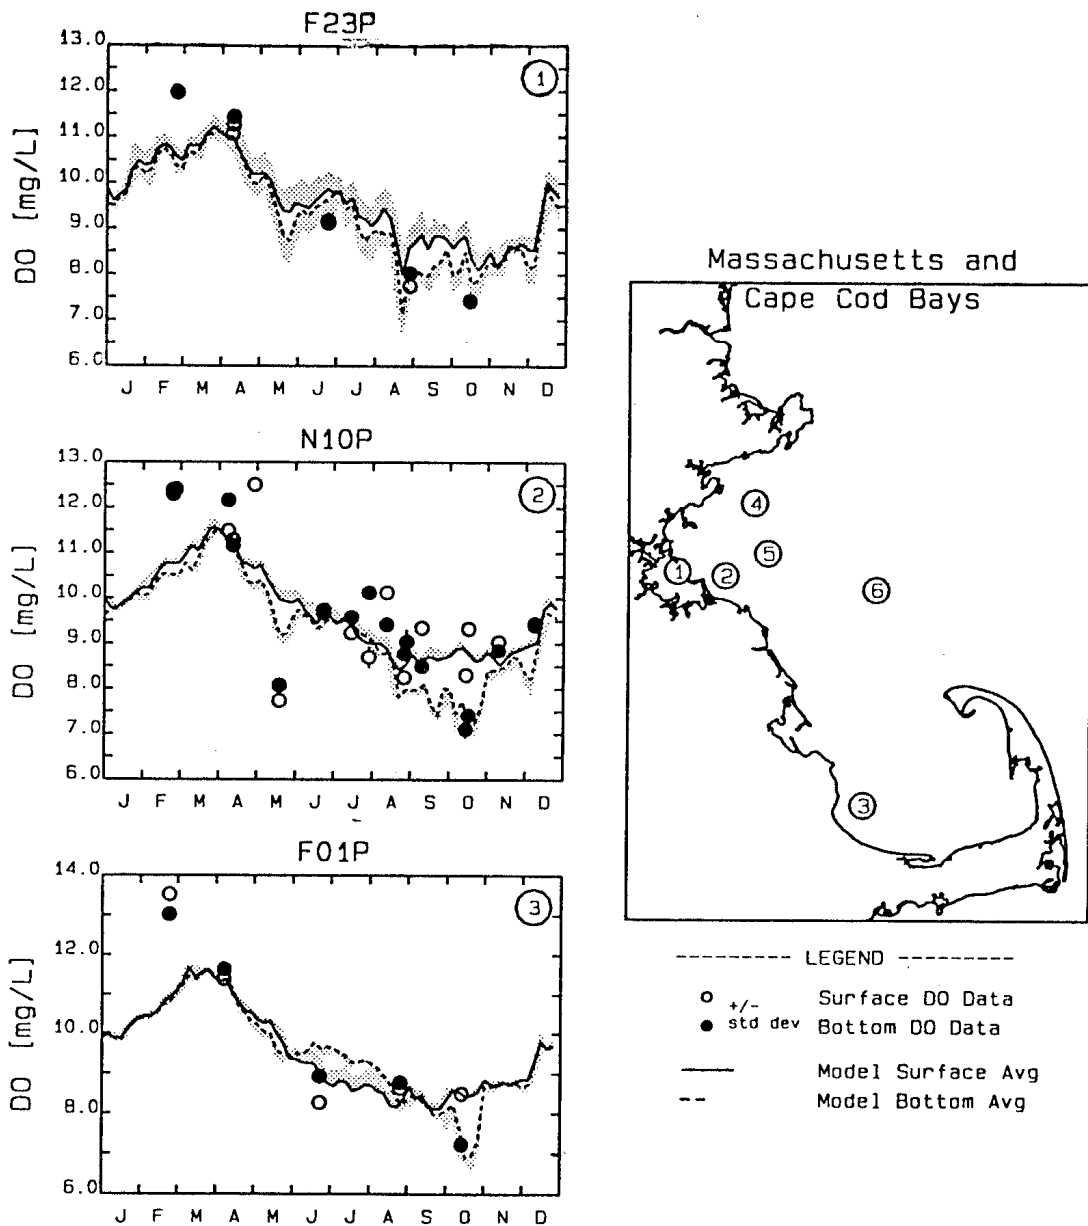 F23P
1
13.0
12.0
11.0
10.0
9.0
8.0
7.0
6.0
DO [mg/L]
J F M A M J J A S O N D
N10P
2
13.0
12.0
11.0
10.0
9.0
8.0
7.0
6.0
DO [mg/L]
J F M A M J J A S O N D
F01P
3
14.0
12.0
10.0
8.0
6.0
DO [mg/L]
J F M A M J J A S O N D
Massachusetts and
Cape Cod Bays
4
5
1 2
6
3
LEGEND
+/- Surface DO Data
std dev Bottom DO Data
Model Surface Avg
Model Bottom Avg